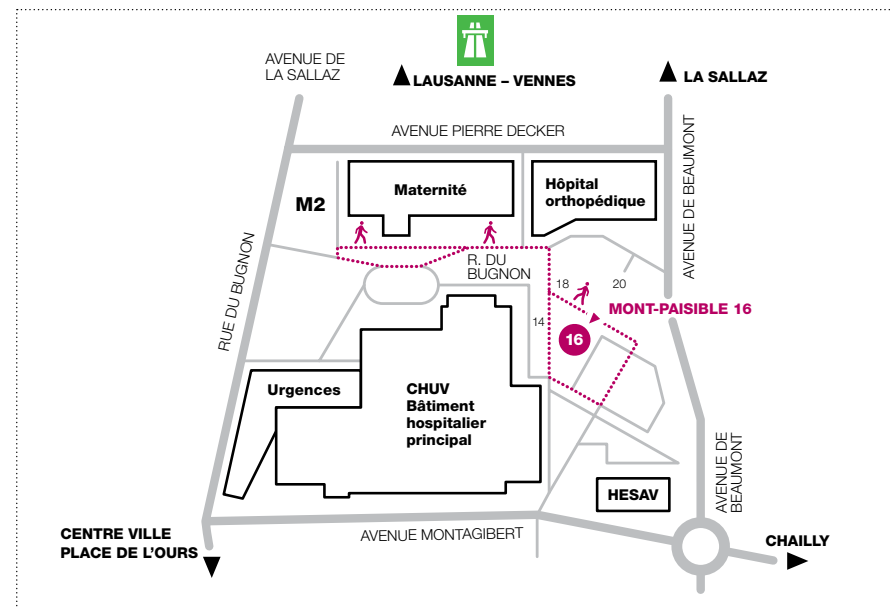 AVENUE DE
LA SALLAZ
LAUSANNE – VENNES
LA SALLAZ
AVENUE PIERRE DECKER
AVENUE DE BEAUMONT
Maternité
Hôpital
orthopédique
M2
RUE DU BUGNON
R. DU
BUGNON
18
20
MONT-PAISIBLE 16
14
16
Urgences
CHUV
Bâtiment
hospitalier
principal
AVENUE DE
BEAUMONT
HESAV
CENTRE VILLE
PLACE DE L'OURS
AVENUE MONTAGIBERT
CHAILLY